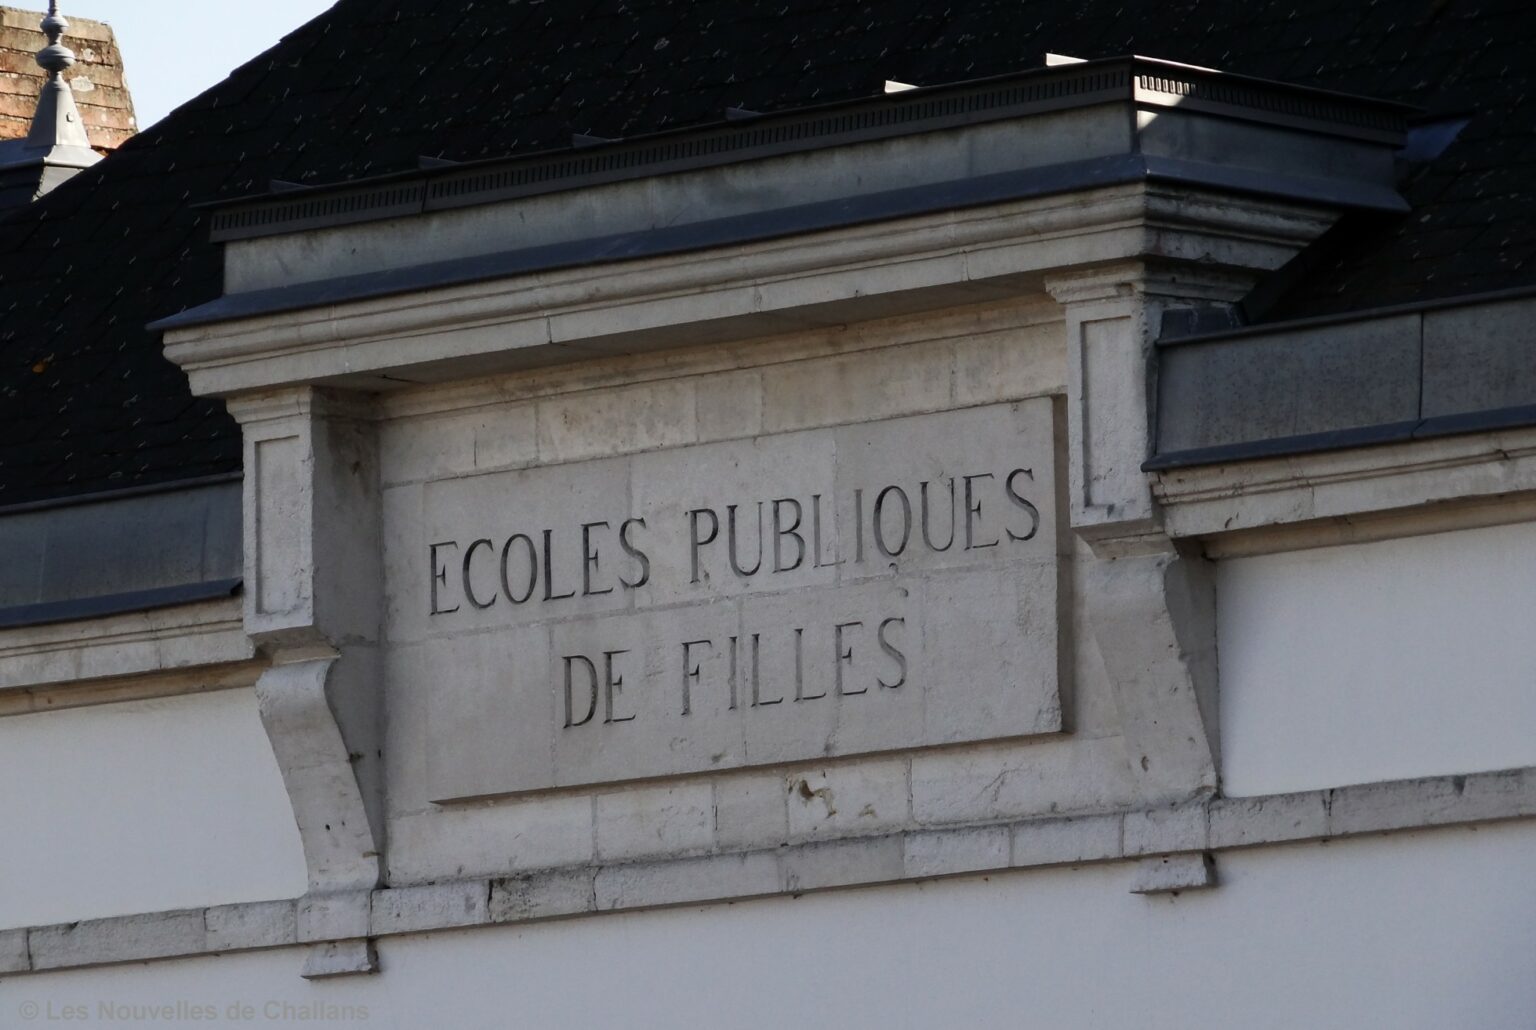 ECOLES PUBLIQUES
DE FILLES
© Les Nouvelles de Challans